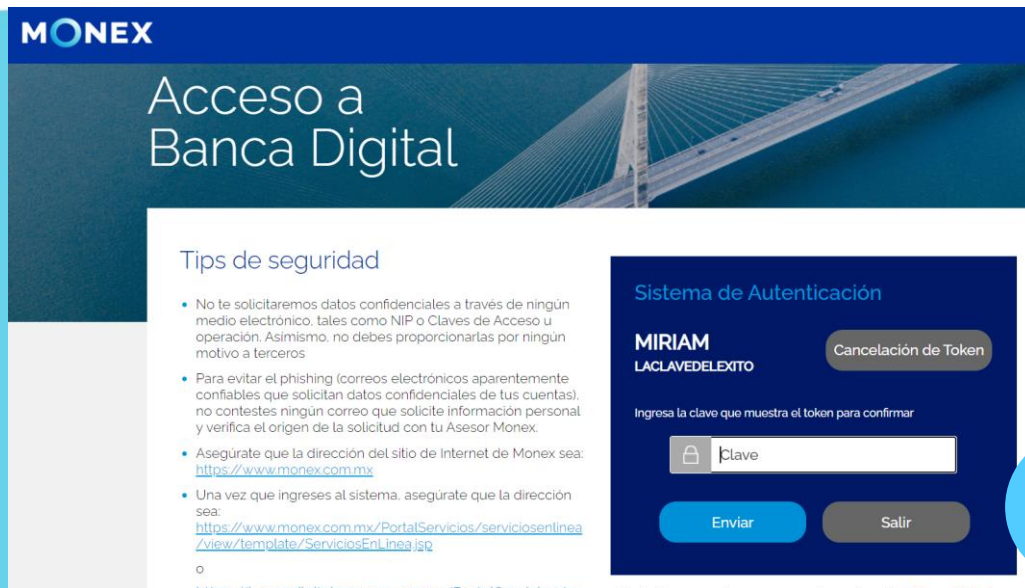 MONEX
Acceso a
Banca Digital
Tips de seguridad
No te solicitaremos datos confidenciales a través de ningún
medio electrónico, tales como NIP o Claves de Acceso u
operación. Asimismo, no debes proporcionarlas por ningún
motivo a terceros
Para evitar el phishing (correos electrónicos aparentemente
confiables que solicitan datos confidenciales de tus cuentas),
no contestes ningún correo que solicite información personal
y verifica el origen de la solicitud con tu Asesor Monex.
Asegúrate que la dirección del sitio de Internet de Monex sea:
https://www.monex.com.mx
Una vez que ingreses al sistema, asegúrate que la dirección
sea:
https://www.monex.com.mx/PortalServicios/serviciosenlinea
/view/template/ServiciosEnLinea.jsp
o
Sistema de Autenticación
MIRIAM
LACLAVEDELEXITO
Cancelación de Token
Ingresa la clave que muestra el token para confirmar
Clave
Enviar
Salir